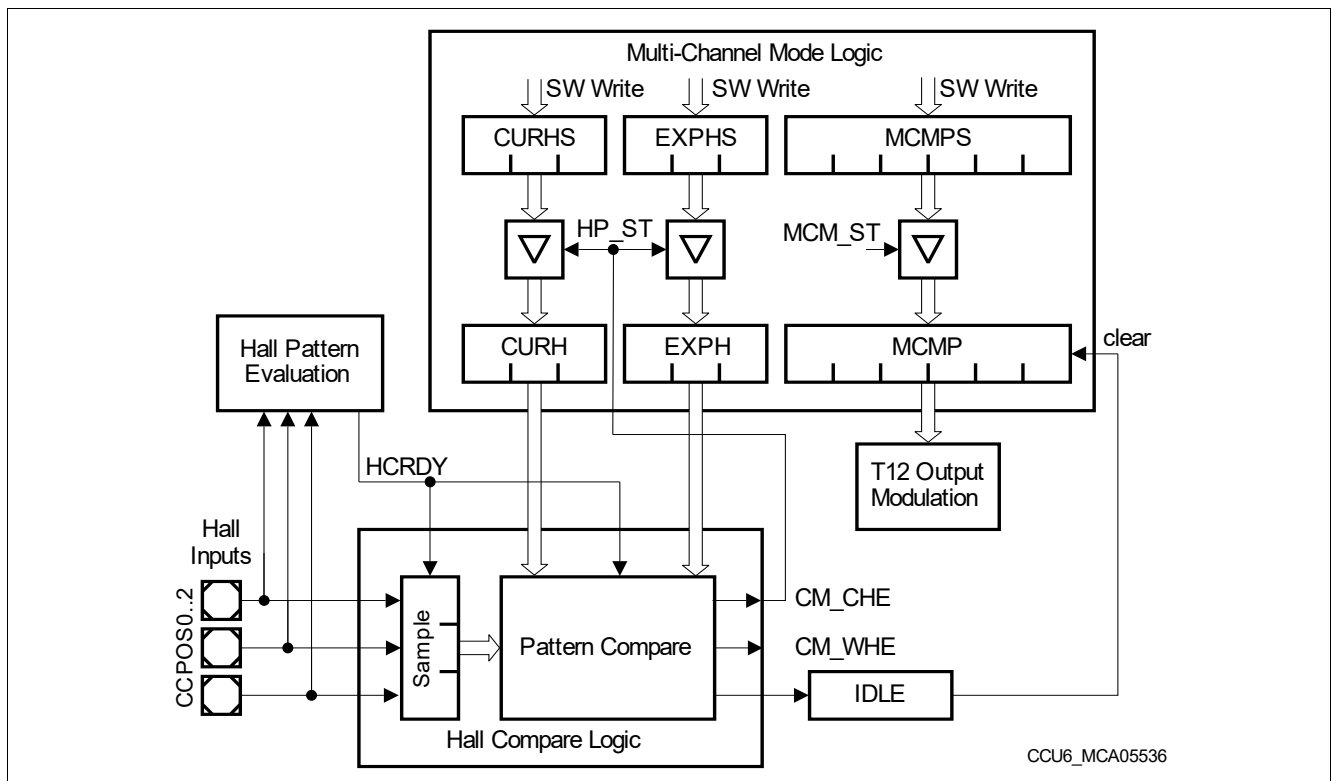 Multi-Channel Mode Logic
SW Write
SW Write
SW Write
CURHS
EXPHS
MCMPS
HP_ST
MCM_ST
CURH
EXPH
MCMP
clear
Hall Pattern
Evaluation
HCRDY
T12 Output
Modulation
Hall
Inputs
CCPOS0..2
Sample
Pattern Compare
CM_CHE
CM_WHE
IDLE
Hall Compare Logic
CCU6_MCA05536